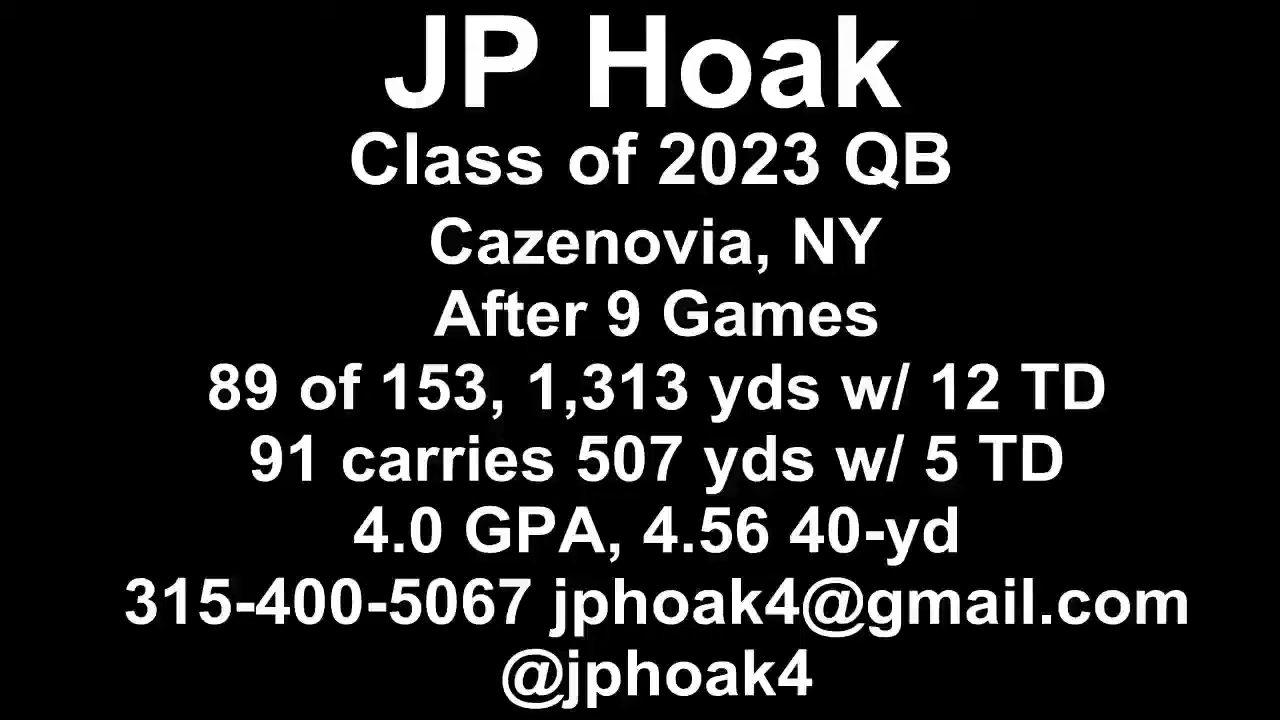 JP Hoak
Class of 2023 QB
Cazenovia, NY
After 9 Games
89 of 153, 1,313 yds w/ 12 TD
91 carries 507 yds w/ 5 TD
4.0 GPA, 4.56 40-yd
315-400-5067 jphoak4@gmail.com
@jphoak4